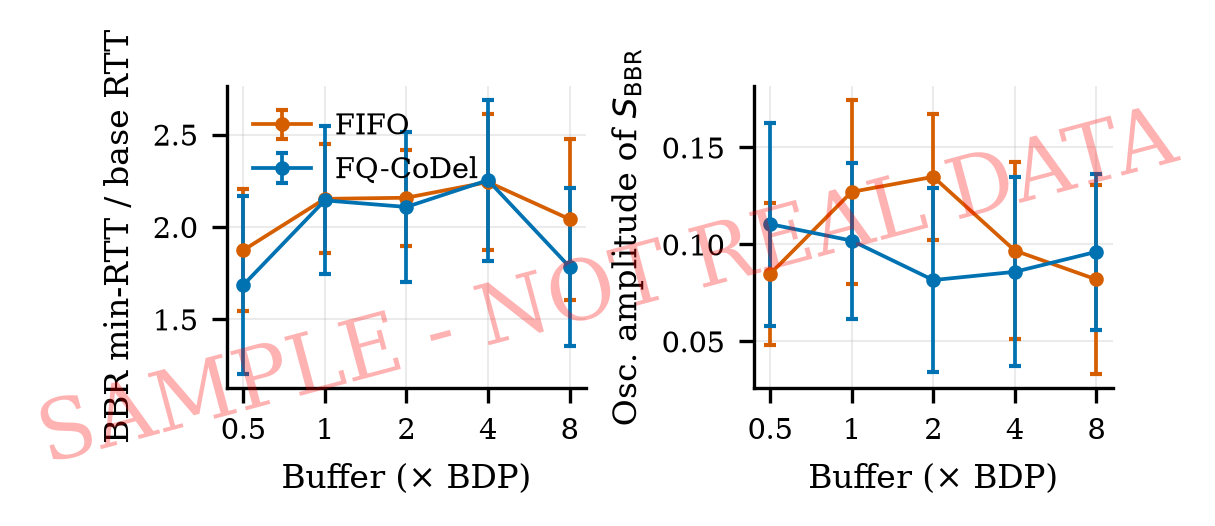 BBR min-RTT / base RTT
2.5
2.0
1.5
FIFO
FQ-CoDel
0.5 1 2 4 8
Buffer (× BDP)
Osc. amplitude of S_BBR
0.15
0.10
0.05
0.5 1 2 4 8
Buffer (× BDP)
SAMPLE - NOT REAL DATA